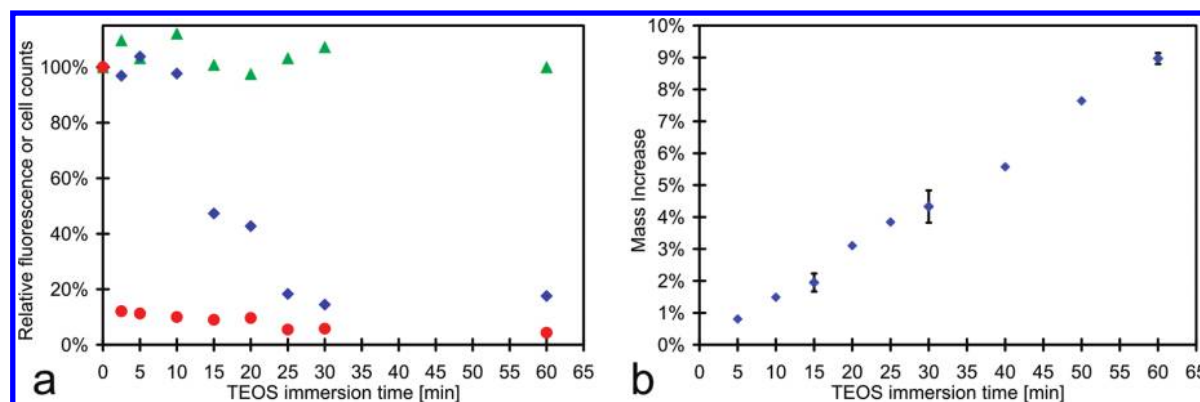 Relative fluorescence or cell counts
100%
80%
60%
40%
20%
0%
0 5 10 15 20 25 30 35 40 45 50 55 60 65
TEOS immersion time [min]
a
Mass Increase
10%
9%
8%
7%
6%
5%
4%
3%
2%
1%
0%
0 5 10 15 20 25 30 35 40 45 50 55 60 65
TEOS immersion time [min]
b